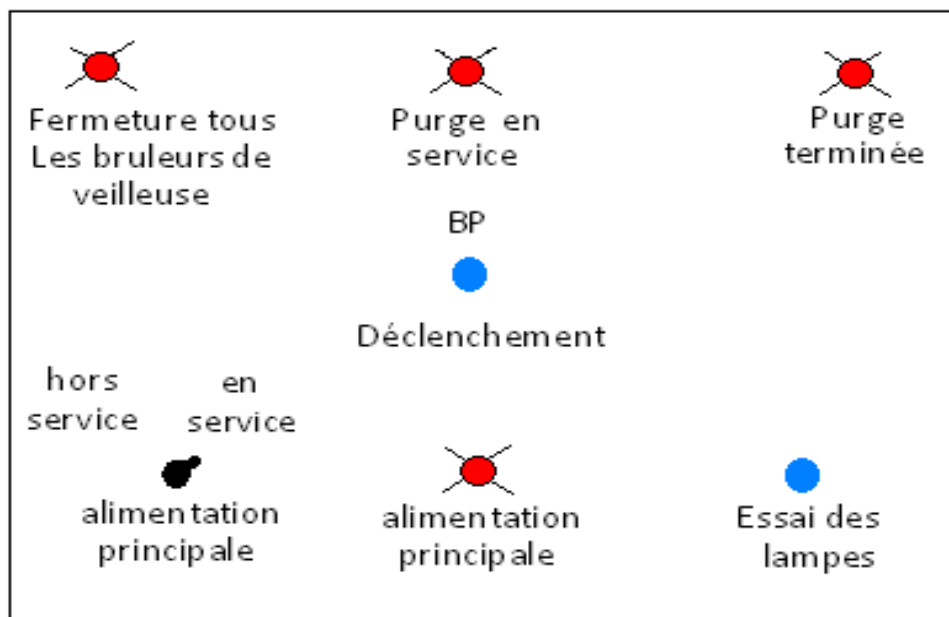 Fermeture tous
Les bruleurs de
veilleuse
Purge en
service
Purge
terminée
BP
Déclenchement
hors
service
en
service
alimentation
principale
alimentation
principale
Essai des
lampes